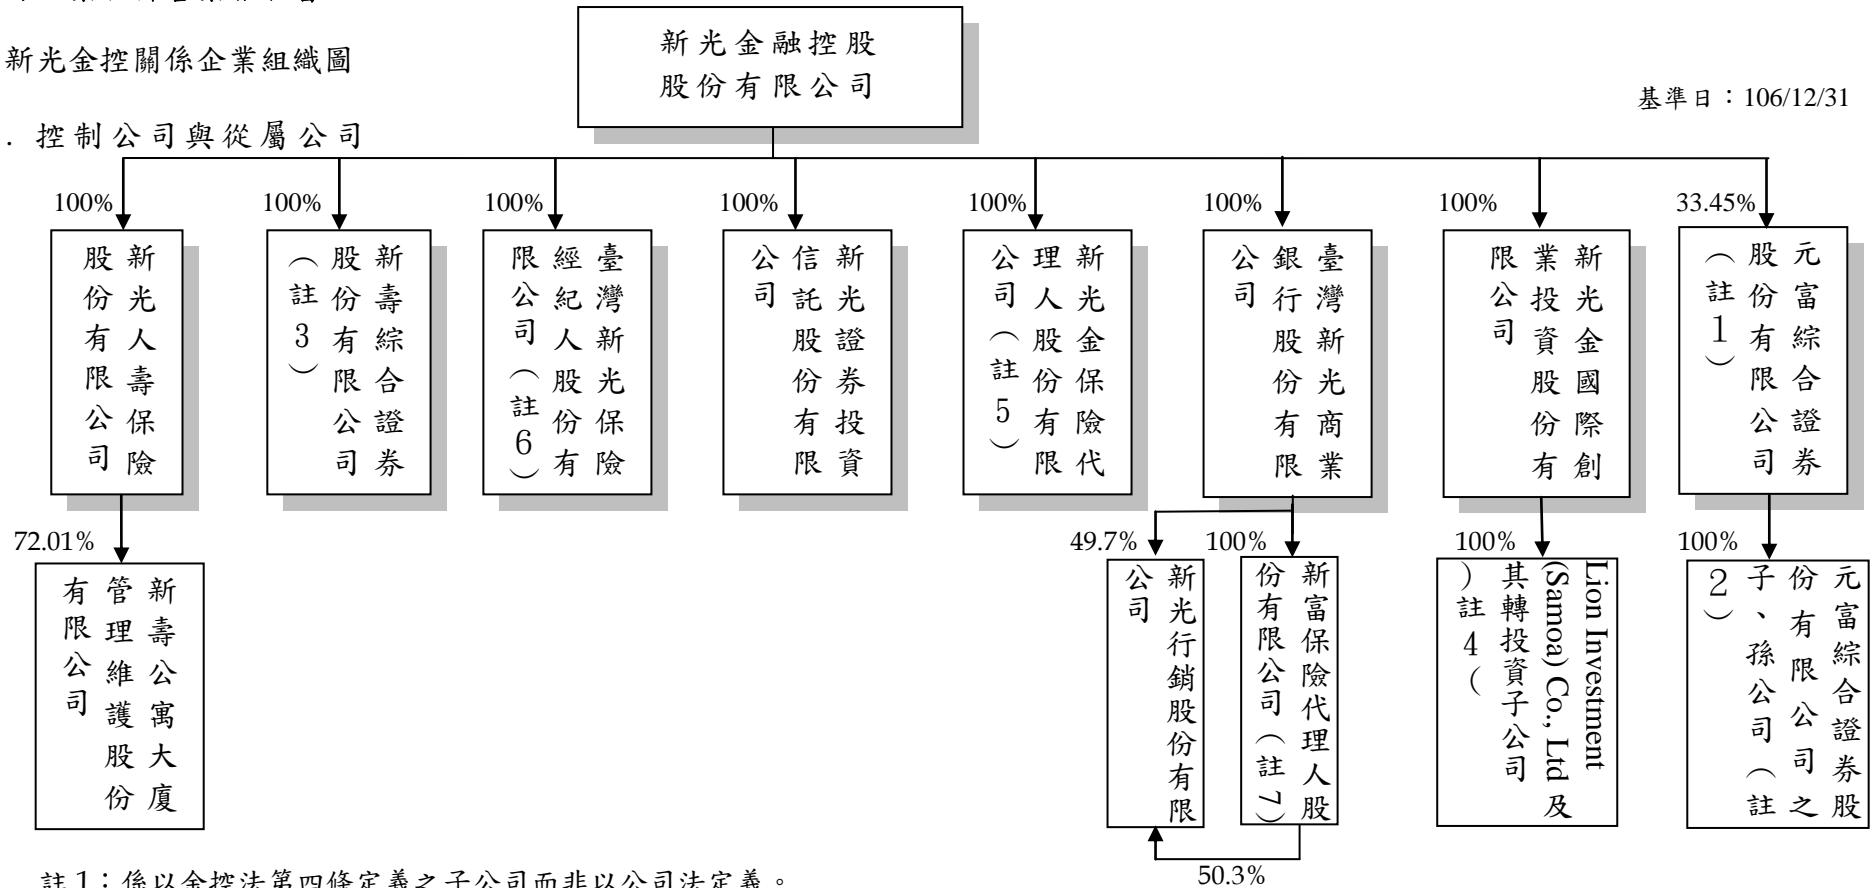 新光金控關係企業組織圖
新光金融控股
股份有限公司
基準日：106/12/31
. 控制公司與從屬公司
100%
100%
100%
100%
100%
100%
100%
33.45%
新光人壽保險
股份有限公司
新壽綜合證券
股份有限公司
（註3）
臺灣新光保險
經紀人股份有
限公司（註6）
新光證券投資
信託股份有限
公司
新光金保險代
理人股份有限
公司（註5）
臺灣新光商業
銀行股份有限
公司
新光金國際創
業投資股份有
限公司
元富綜合證券
股份有限公司
（註1）
72.01%
49.7%
100%
100%
100%
新壽公寓大廈
管理維護股份
有限公司
新光行銷股份有限
公司
新富保險代理人股
份有限公司（註7）
Lion Investment
(Samoa) Co., Ltd 及
其轉投資子公司
）註4（
元富綜合證券股
份有限公司之
子、孫公司（註
2）
50.3%
註1：係以金控法第四條定義之子公司而非以公司法定義。